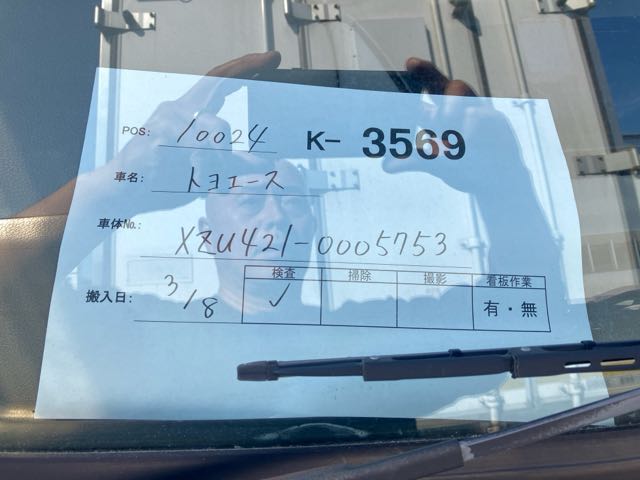 POS: 10024 K- 3569
車名: トヨエース
車体No.: XZU421-0005753
検査 掃除 撮影 看板作業
搬入日: 3/8 ✓ 有・無